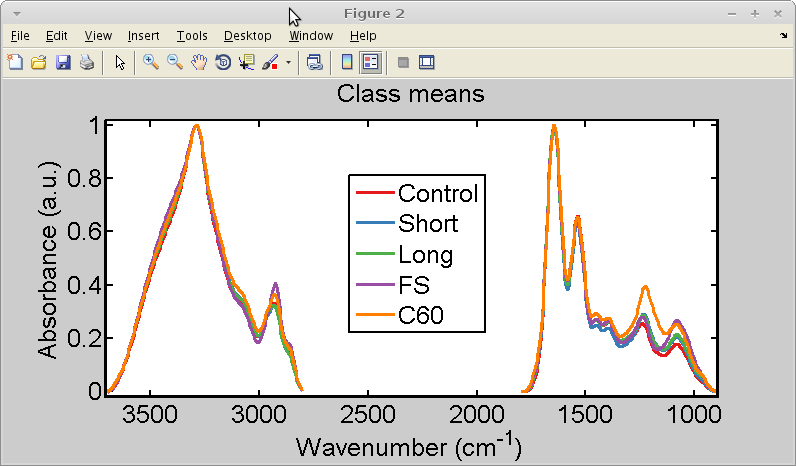 Figure 2
File Edit View Insert Tools Desktop Window Help
Class means
Absorbance (a.u.)
1
0.8
0.6
0.4
0.2
0
Control
Short
Long
FS
C60
3500 3000 2500 2000 1500 1000
Wavenumber (cm⁻¹)